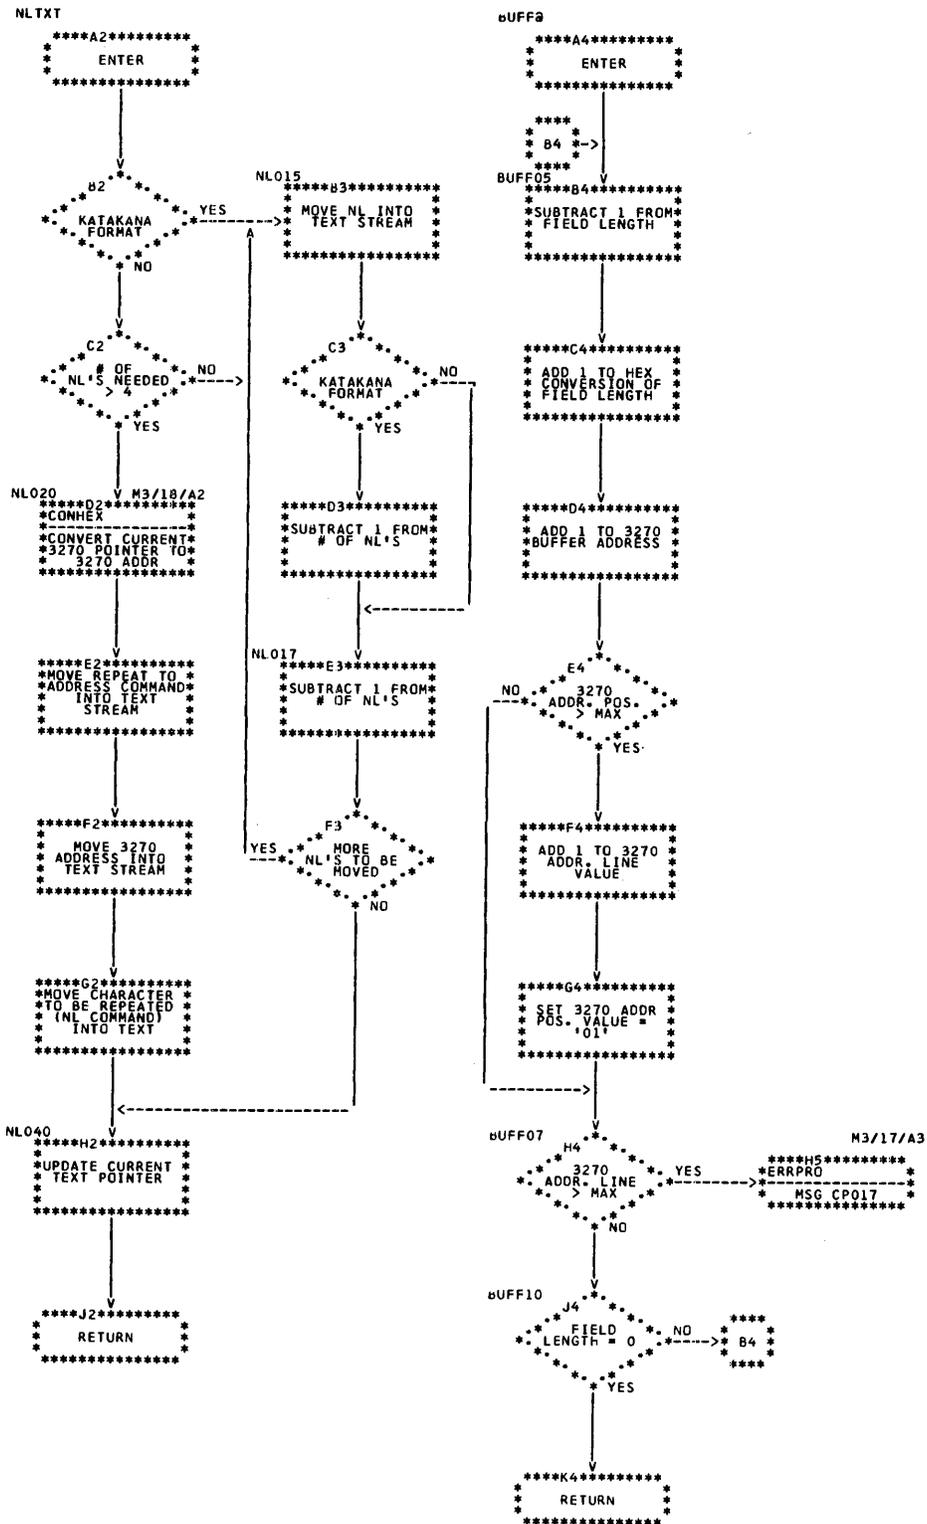 NLTXT
A2
ENTER
B2
KATAKANA
FORMAT
YES
NO
C2
# OF
NL'S NEEDED
> 4
NO
YES
NL020
M3/18/A2
D2
CONHEX
CONVERT CURRENT
3270 POINTER TO
3270 ADDR
E2
MOVE REPEAT TO
ADDRESS COMMAND
INTO TEXT
STREAM
F2
MOVE 3270
ADDRESS INTO
TEXT STREAM
G2
MOVE CHARACTER
TO BE REPEATED
(NL COMMAND)
INTO TEXT
NL040
H2
UPDATE CURRENT
TEXT POINTER
J2
RETURN
NL015
B3
MOVE NL INTO
TEXT STREAM
C3
KATAKANA
FORMAT
NO
YES
D3
SUBTRACT 1 FROM
# OF NL'S
NL017
E3
SUBTRACT 1 FROM
# OF NL'S
F3
MORE
NL'S TO BE
MOVED
YES
NO
BUFF@
A4
ENTER
B4
BUFF05
B4
SUBTRACT 1 FROM
FIELD LENGTH
C4
ADD 1 TO HEX
CONVERSION OF
FIELD LENGTH
D4
ADD 1 TO 3270
BUFFER ADDRESS
E4
3270
ADDR. POS.
> MAX
NO
YES
F4
ADD 1 TO 3270
ADDR. LINE
VALUE
G4
SET 3270 ADDR
POS. VALUE =
'01'
BUFF07
H4
3270
ADDR. LINE
> MAX
YES
NO
M3/17/A3
H5
ERRPRO
MSG CP017
BUFF10
J4
FIELD
LENGTH = 0
NO
B4
YES
K4
RETURN